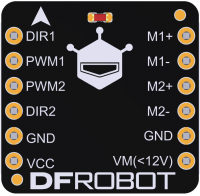 DIR1
M1+
PWM1
M1-
PWM2
M2+
DIR2
M2-
GND
GND
VCC
VM(<12V)
DFROBOT